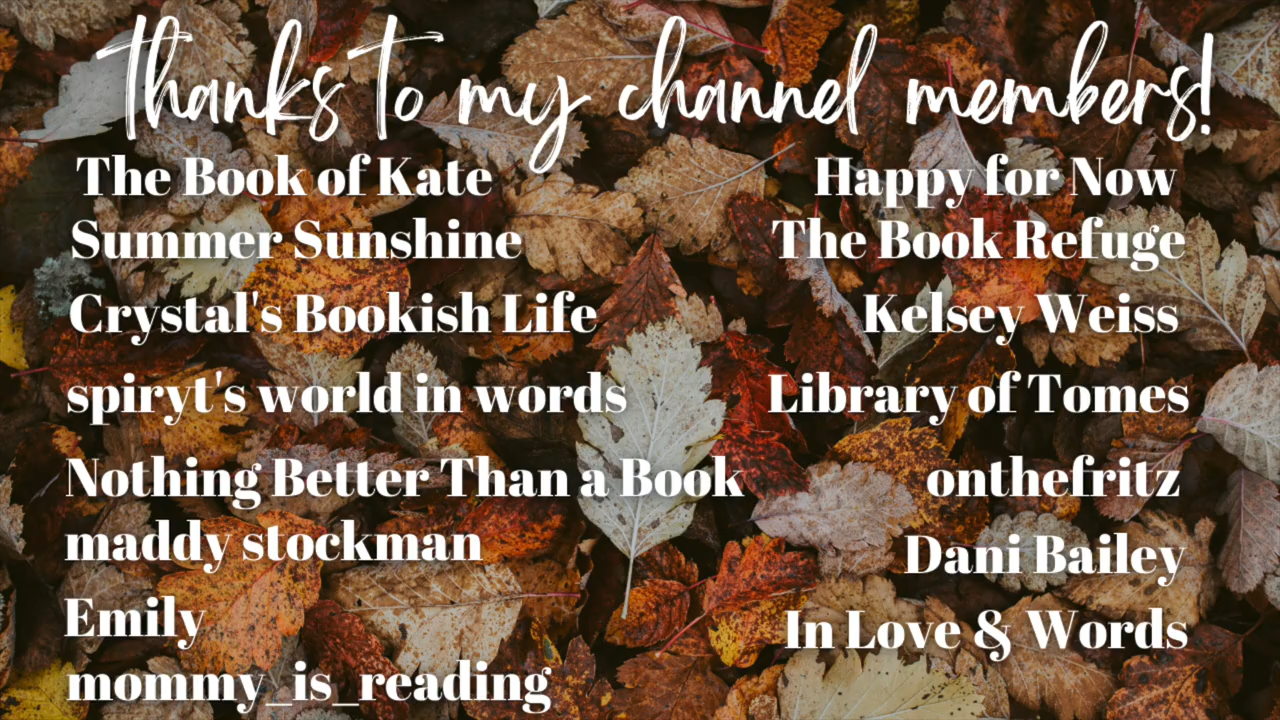 Thanks to my channel members!
The Book of Kate
Summer Sunshine
Crystal's Bookish Life
spiryt's world in words
Nothing Better Than a Book
maddy stockman
Emily
mommy_is_reading
Happy for Now
The Book Refuge
Kelsey Weiss
Library of Tomes
onthefritz
Dani Bailey
In Love & Words